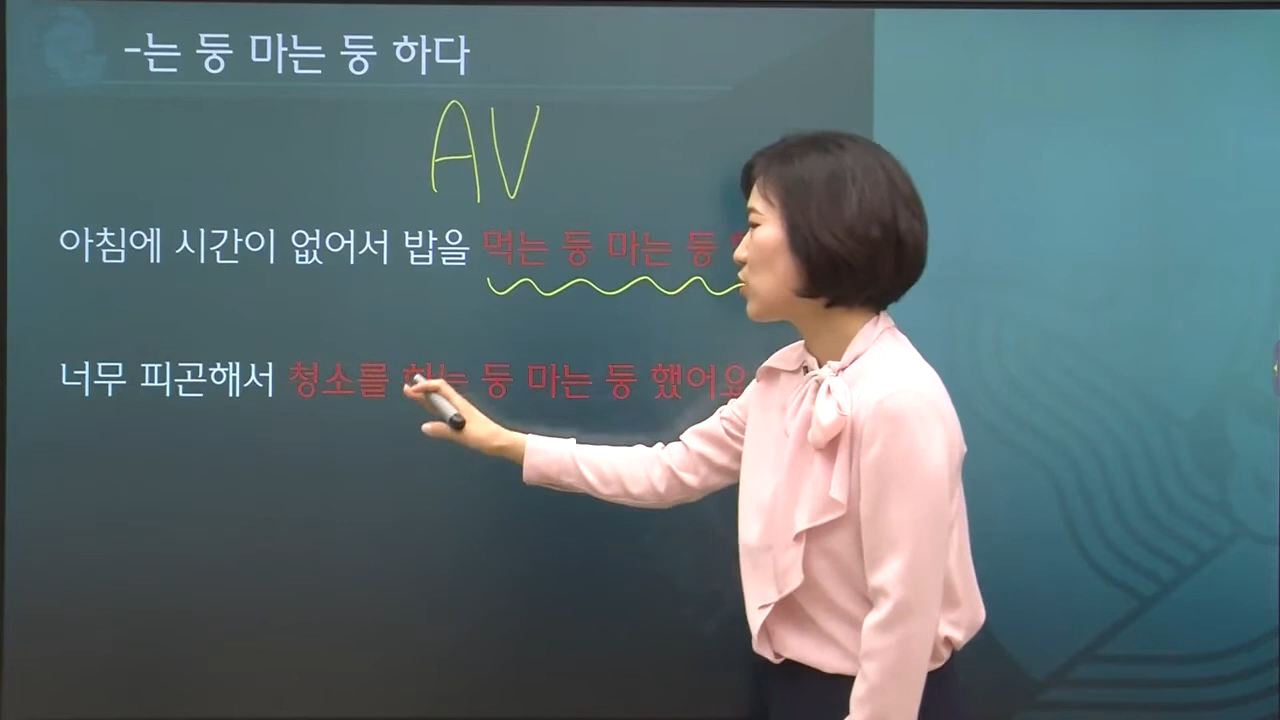 -는 둥 마는 둥 하다
AV
아침에 시간이 없어서 밥을 먹는 둥 마는 둥
너무 피곤해서 청소를 하는 둥 마는 둥 했어요